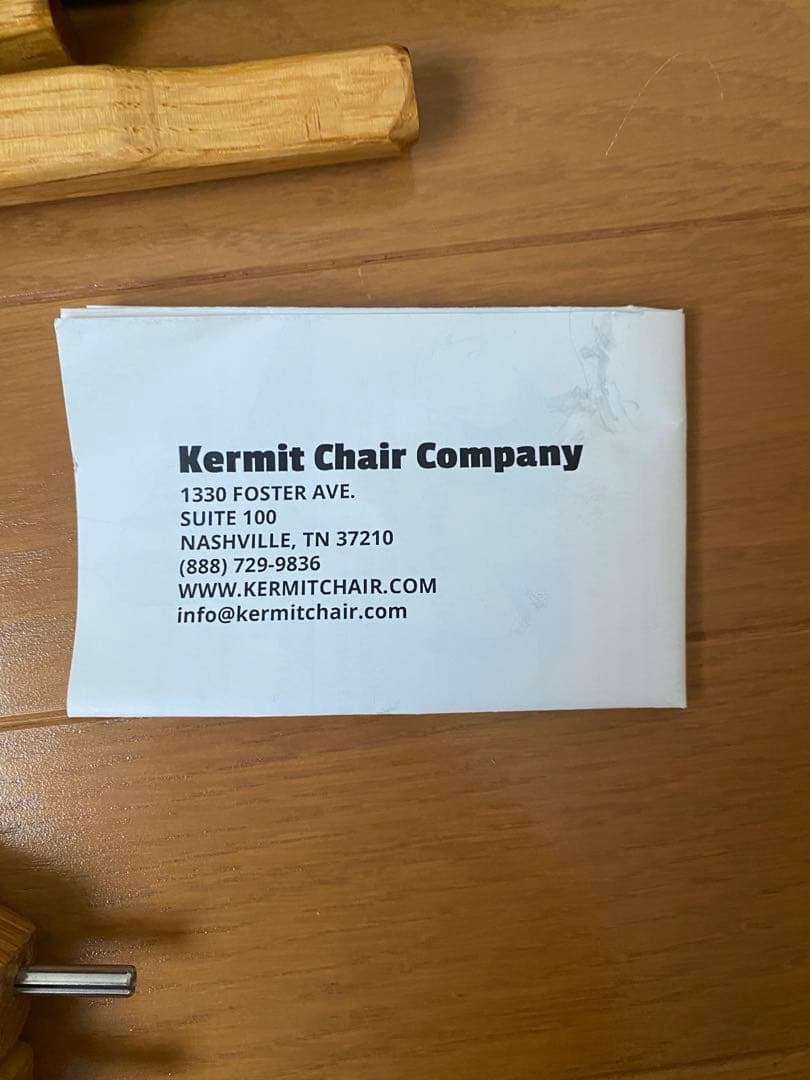 Kermit Chair Company
1330 FOSTER AVE.
SUITE 100
NASHVILLE, TN 37210
(888) 729-9836
WWW.KERMITCHAIR.COM
info@kermitchair.com